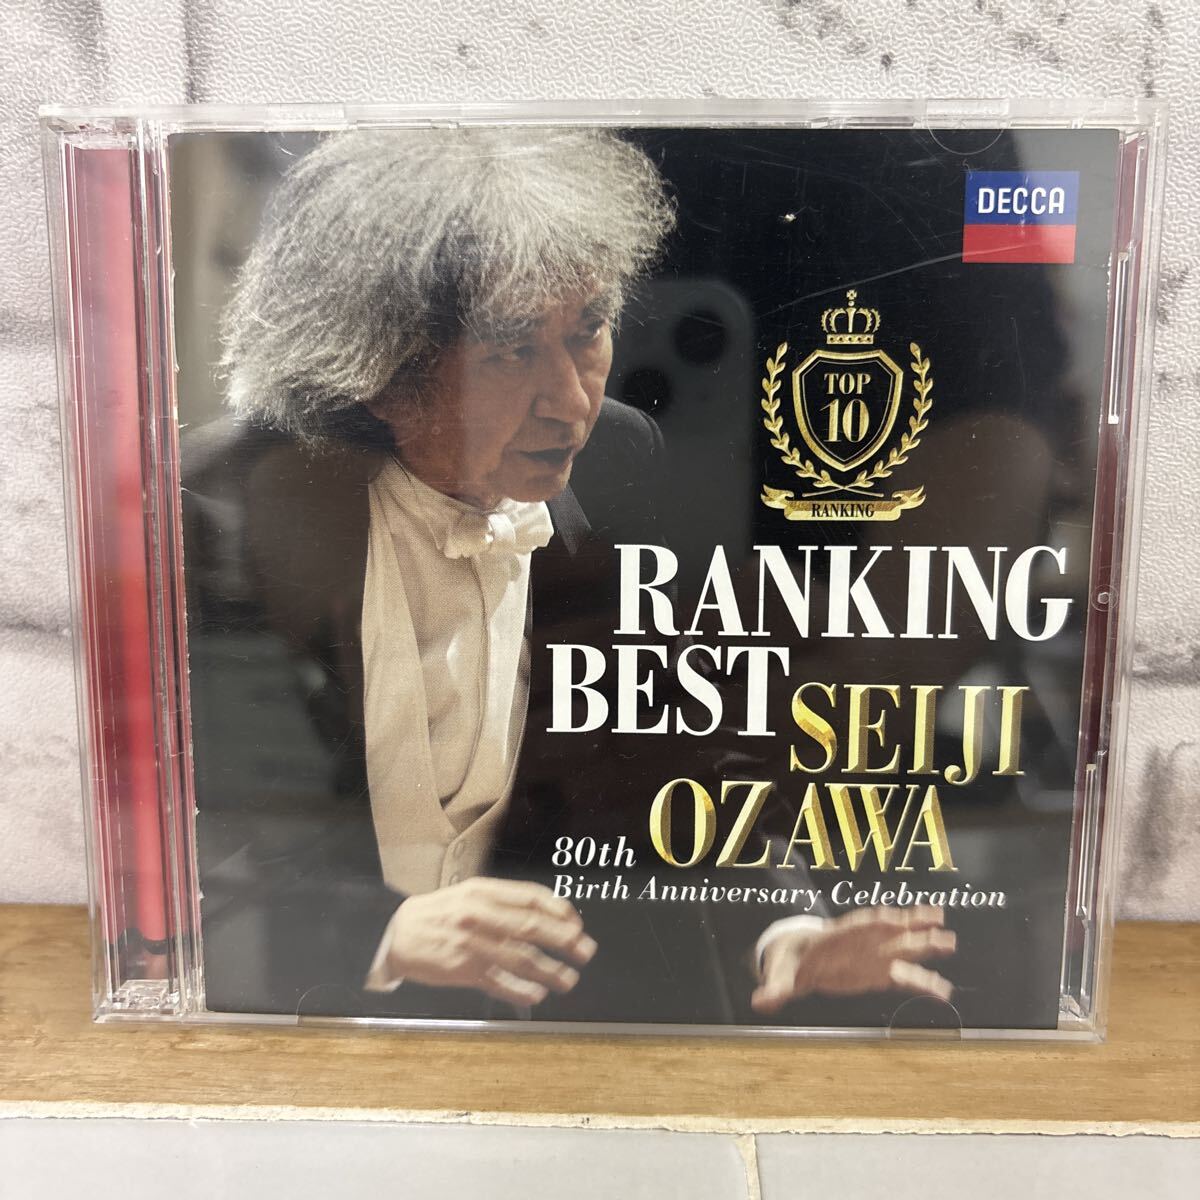 DECCA
TOP
10
RANKING
RANKING
BEST SEIJI
80th OZAWA
Birth Anniversary Celebration